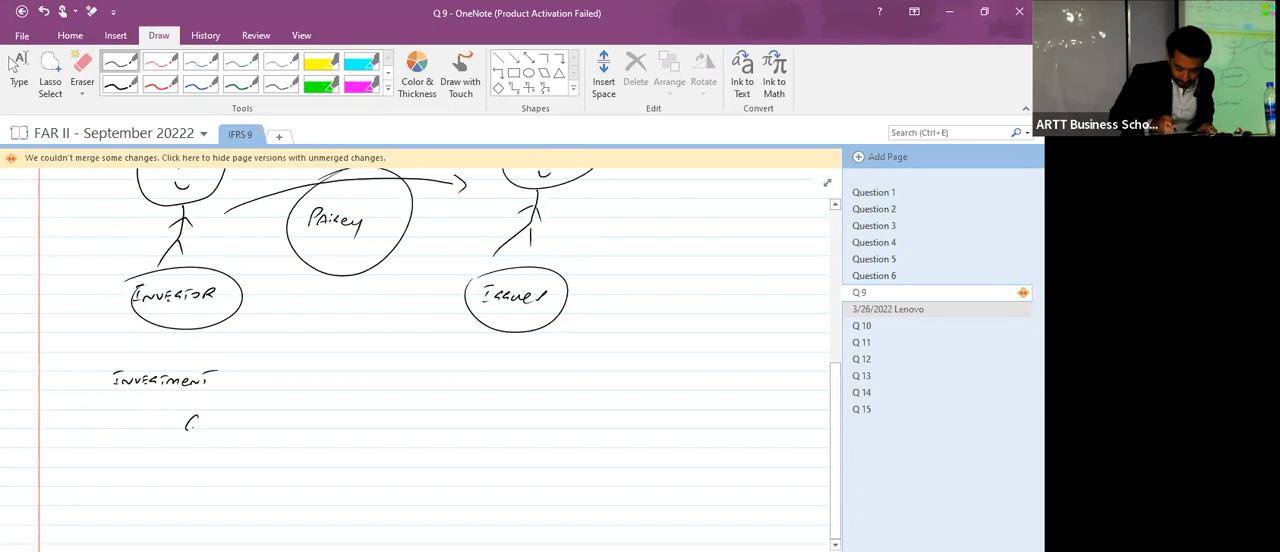 Q 9 - OneNote (Product Activation Failed)
?
File Home Insert Draw History Review View
Type
Lasso Select
Eraser
Color & Thickness
Draw with Touch
Insert Space
Delete
Arrange
Rotate
Ink to Text
Ink to Math
Tools
Shapes
Edit
Convert
ARTT Business Scho...
FAR II - September 20222
IFRS 9
Search (Ctrl+E)
We couldn't merge some changes. Click here to hide page versions with unmerged changes.
Add Page
Question 1
Question 2
Question 3
Question 4
Question 5
Question 6
Q 9
3/26/2022 Lenovo
Q 10
Q 11
Q 12
Q 13
Q 14
Q 15
INVESTOR
INVESTMENT